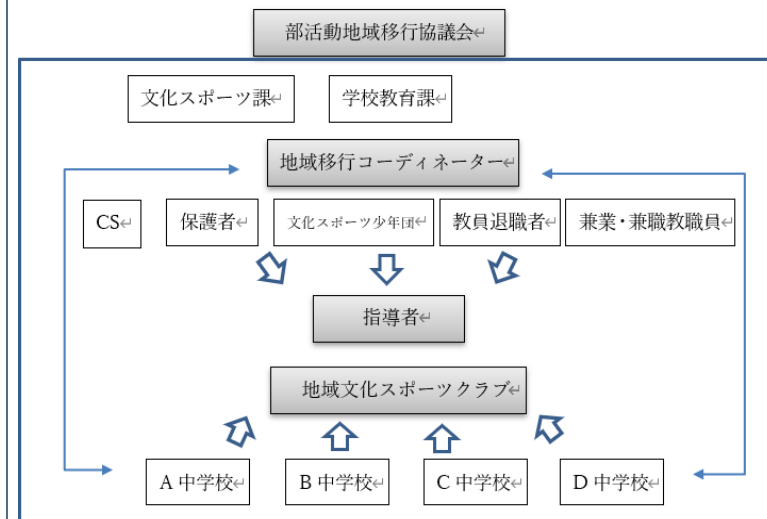 部活動地域移行協議会
文化スポーツ課
学校教育課
地域移行コーディネーター
CS
保護者
文化スポーツ少年団
教員退職者
兼業・兼職教職員
指導者
地域文化スポーツクラブ
A 中学校
B 中学校
C 中学校
D 中学校